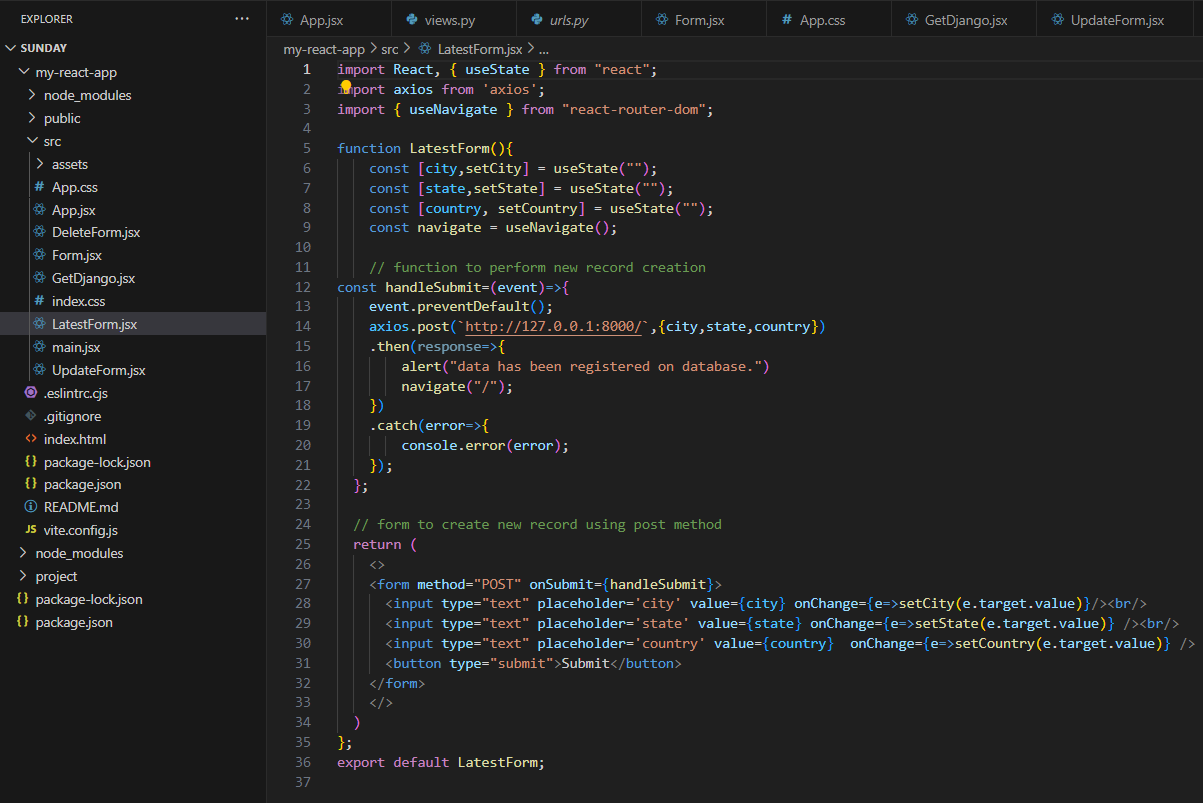 EXPLORER ...
SUNDAY
my-react-app
node_modules
public
src
assets
App.css
App.jsx
DeleteForm.jsx
Form.jsx
GetDjango.jsx
index.css
LatestForm.jsx
main.jsx
UpdateForm.jsx
.eslintrc.cjs
.gitignore
index.html
package-lock.json
package.json
README.md
vite.config.js
node_modules
project
package-lock.json
package.json
App.jsx views.py urls.py Form.jsx App.css GetDjango.jsx UpdateForm.jsx
my-react-app > src > LatestForm.jsx > ...
1 import React, { useState } from "react";
2 import axios from 'axios';
3 import { useNavigate } from "react-router-dom";
4
5 function LatestForm(){
6 const [city,setCity] = useState("");
7 const [state,setState] = useState("");
8 const [country, setCountry] = useState("");
9 const navigate = useNavigate();
10
11 // function to perform new record creation
12 const handleSubmit=(event)=>{
13 event.preventDefault();
14 axios.post(`http://127.0.0.1:8000/`,{city,state,country})
15 .then(response=>{
16 alert("data has been registered on database.")
17 navigate("/");
18 })
19 .catch(error=>{
20 console.error(error);
21 });
22 };
23
24 // form to create new record using post method
25 return (
26 <>
27 <form method="POST" onSubmit={handleSubmit}>
28 <input type="text" placeholder='city' value={city} onChange={e=>setCity(e.target.value)}/><br/>
29 <input type="text" placeholder='state' value={state} onChange={e=>setState(e.target.value)} /><br/>
30 <input type="text" placeholder='country' value={country}  onChange={e=>setCountry(e.target.value)} />
31 <button type="submit">Submit</button>
32 </form>
33 </>
34 )
35 };
36 export default LatestForm;
37